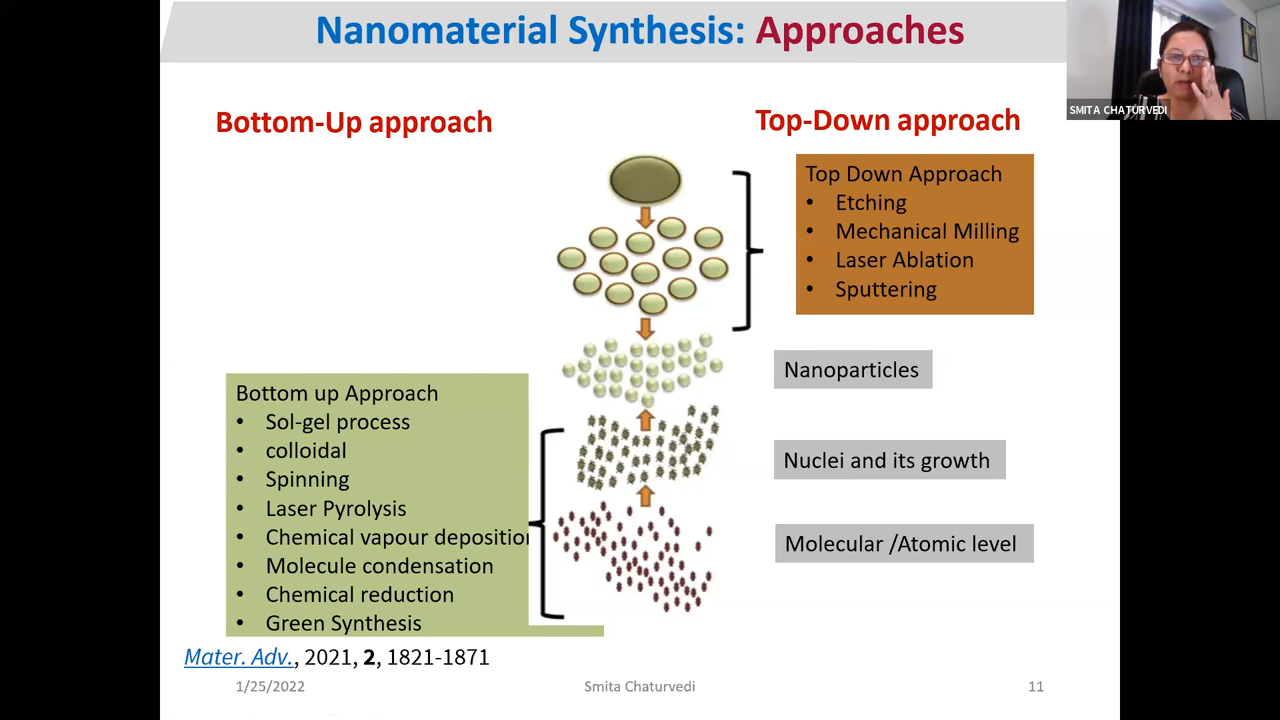 Nanomaterial Synthesis: Approaches
SMITA CHATURVEDI
Bottom-Up approach
Top-Down approach
Top Down Approach
• Etching
• Mechanical Milling
• Laser Ablation
• Sputtering
Nanoparticles
Nuclei and its growth
Molecular /Atomic level
Bottom up Approach
• Sol-gel process
• colloidal
• Spinning
• Laser Pyrolysis
• Chemical vapour deposition
• Molecule condensation
• Chemical reduction
• Green Synthesis
Mater. Adv., 2021, 2, 1821-1871
1/25/2022
Smita Chaturvedi
11